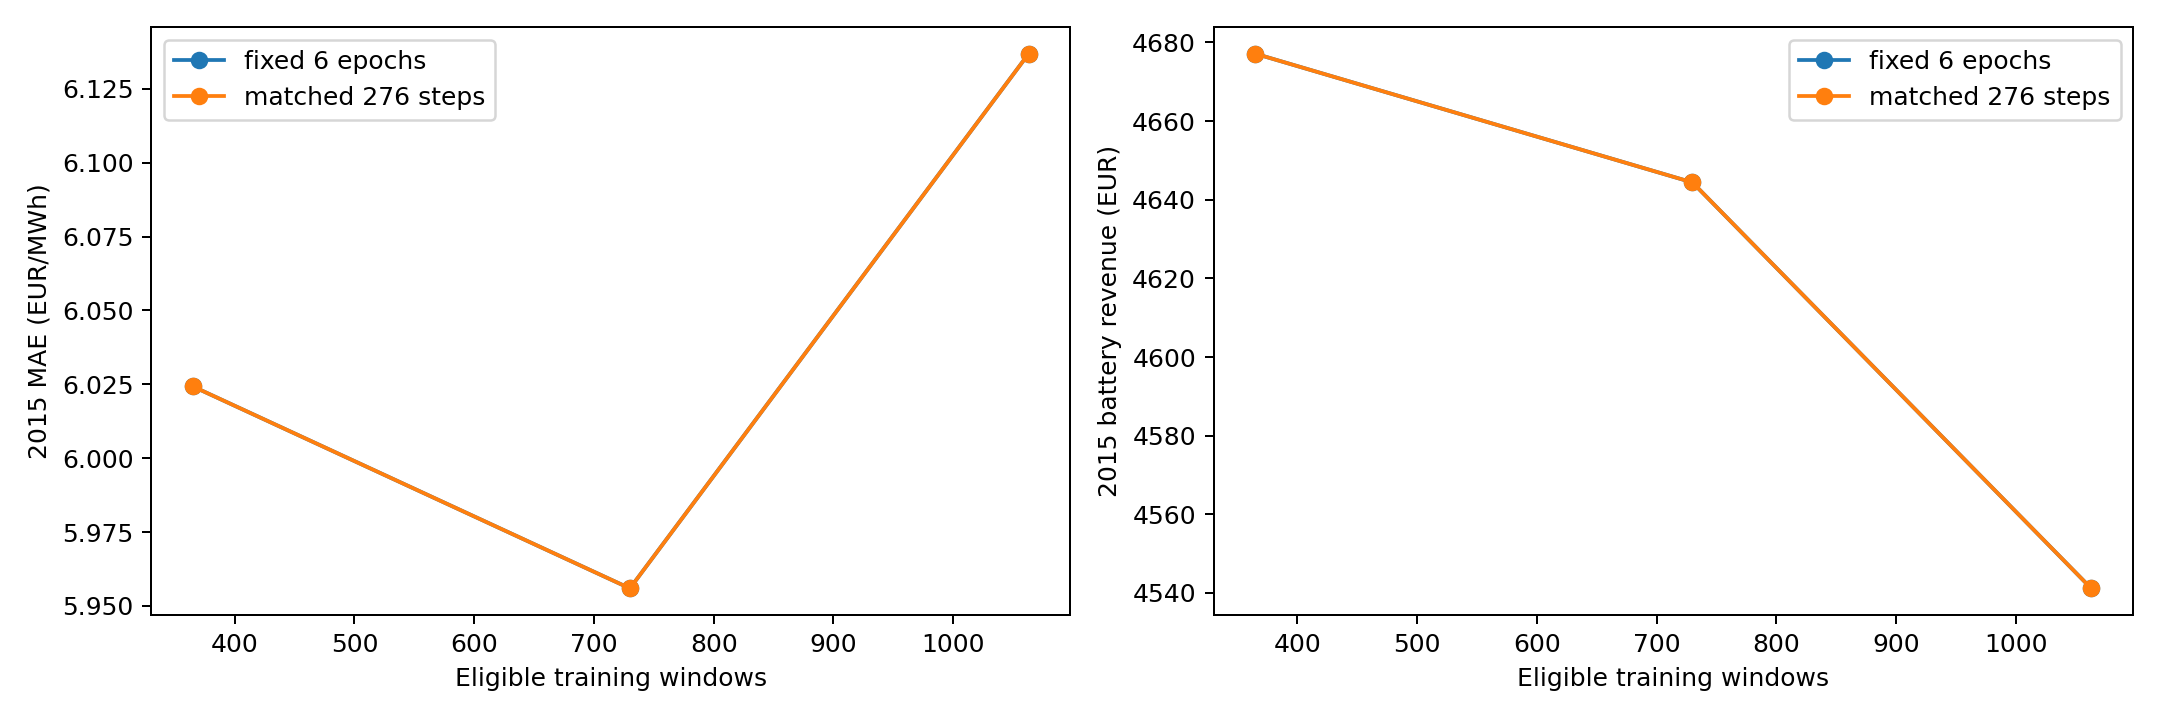 fixed 6 epochs
matched 276 steps
2015 MAE (EUR/MWh)
6.125
6.100
6.075
6.050
6.025
6.000
5.975
5.950
400 500 600 700 800 900 1000
Eligible training windows
fixed 6 epochs
matched 276 steps
2015 battery revenue (EUR)
4680
4660
4640
4620
4600
4580
4560
4540
400 500 600 700 800 900 1000
Eligible training windows